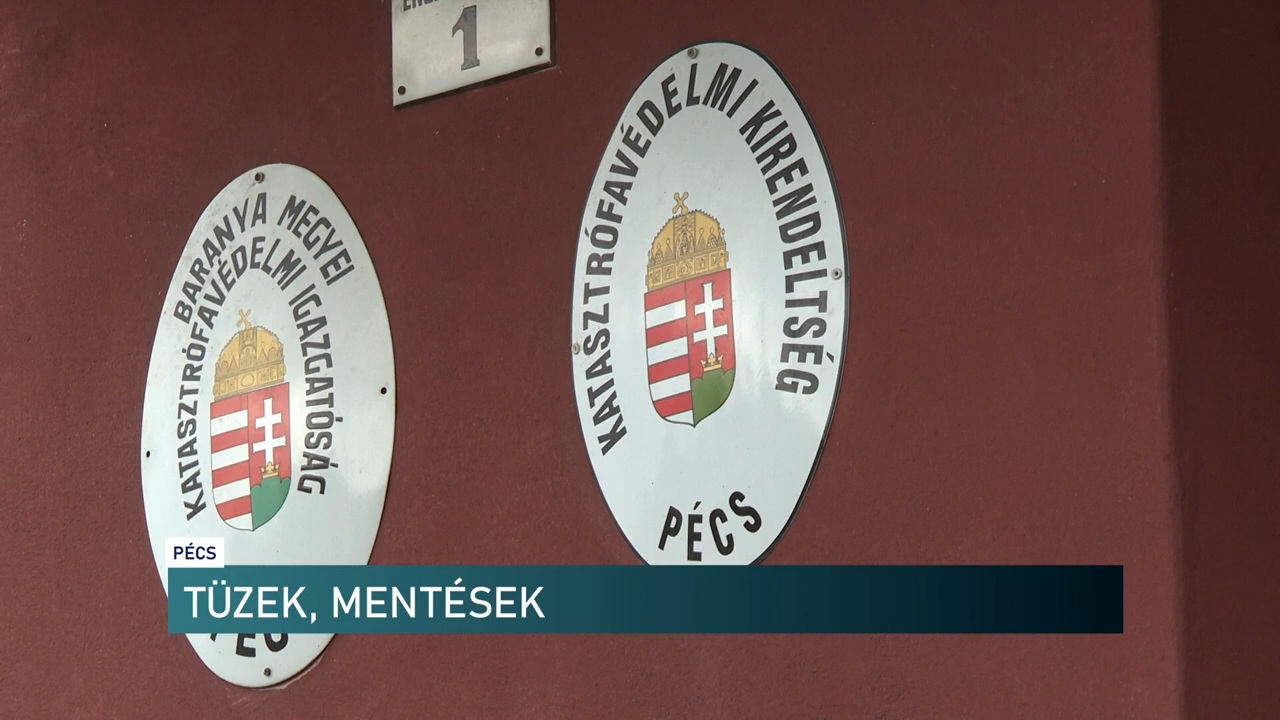 1
BARANYA MEGYEI
KATASZTRÓFAVÉDELMI IGAZGATÓSÁG
KATASZTRÓFAVÉDELMI KIRENDELTSÉG
PÉCS
PÉCS
TÜZEK, MENTÉSEK